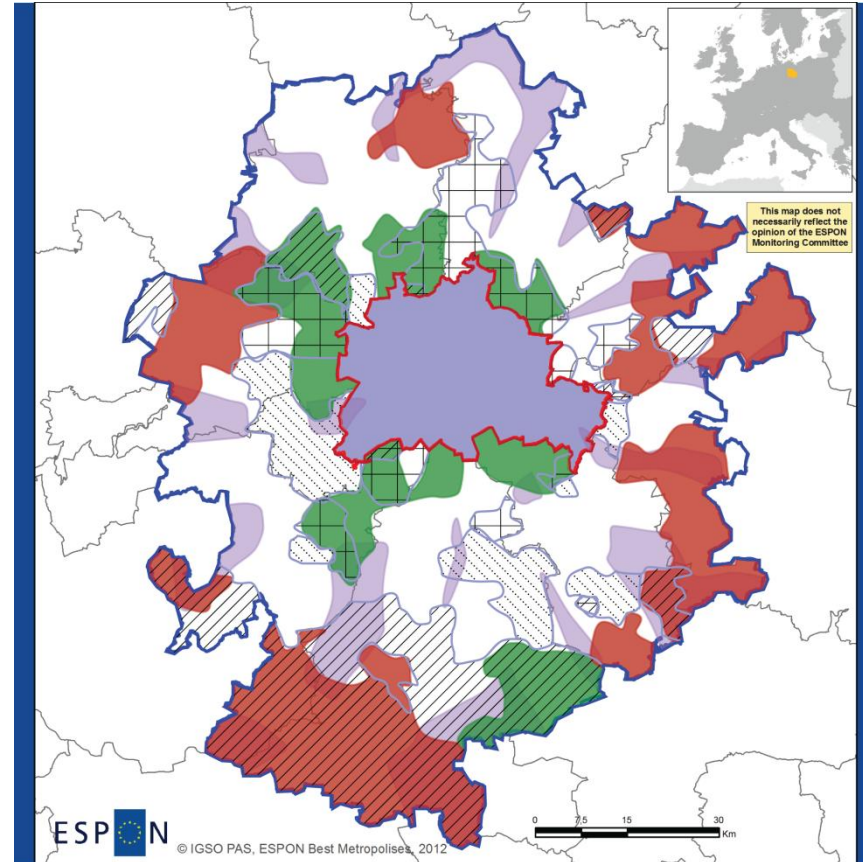 This map does not
necessarily reflect the
opinion of the ESPON
Monitoring Committee
0 7,5 15 30
Km
ESPON
© IGSO PAS, ESPON Best Metropolises, 2012